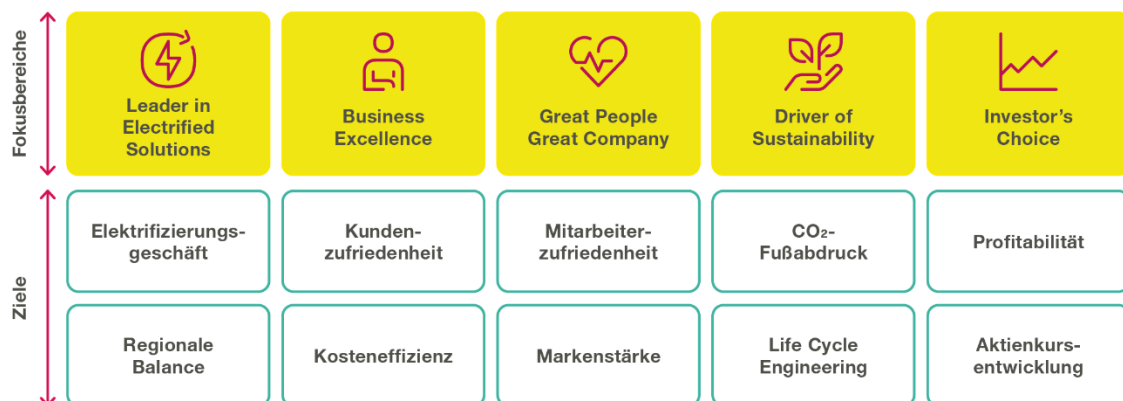 Fokusbereiche
Leader in
Electrified
Solutions
Business
Excellence
Great People
Great Company
Driver of
Sustainability
Investor's
Choice
Ziele
Elektrifizierungs-
geschäft
Kunden-
zufriedenheit
Mitarbeiter-
zufriedenheit
CO₂-
Fußabdruck
Profitabilität
Regionale
Balance
Kosteneffizienz
Markenstärke
Life Cycle
Engineering
Aktienkurs-
entwicklung